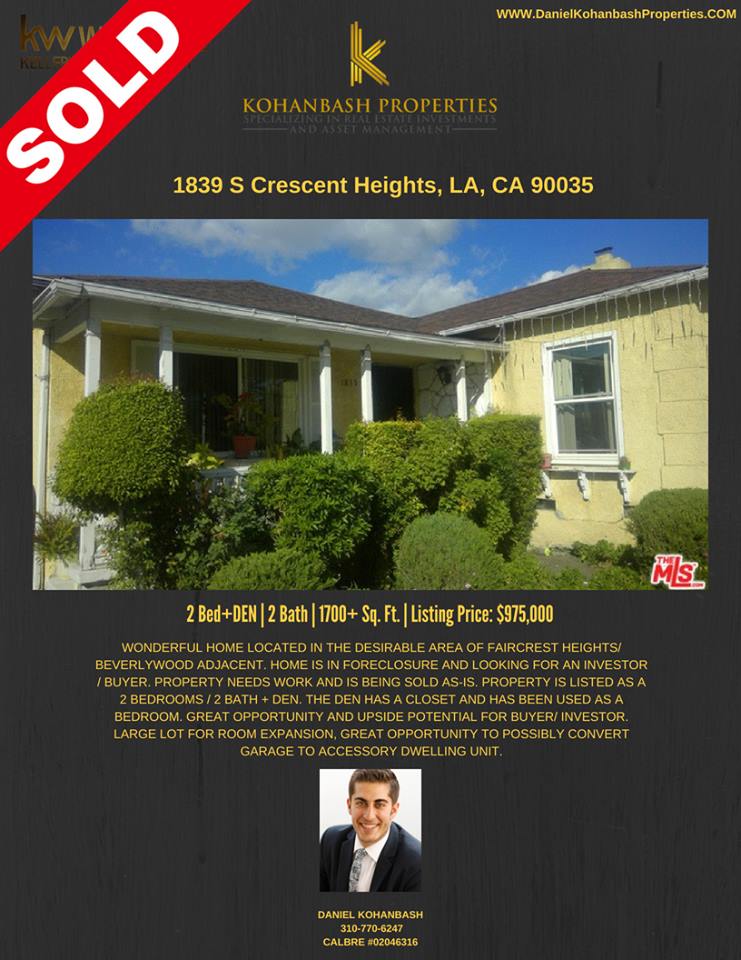 WWW.DanielKohanbashProperties.COM
kw
SOLD
KOHANBASH PROPERTIES
SPECIALIZING IN REAL ESTATE INVESTMENTS
AND ASSET MANAGEMENT
1839 S Crescent Heights, LA, CA 90035
THE
MLS
.com
2 Bed+DEN | 2 Bath | 1700+ Sq. Ft. | Listing Price: $975,000
WONDERFUL HOME LOCATED IN THE DESIRABLE AREA OF FAIRCREST HEIGHTS/
BEVERLYWOOD ADJACENT. HOME IS IN FORECLOSURE AND LOOKING FOR AN INVESTOR
/ BUYER. PROPERTY NEEDS WORK AND IS BEING SOLD AS-IS. PROPERTY IS LISTED AS A
2 BEDROOMS / 2 BATH + DEN. THE DEN HAS A CLOSET AND HAS BEEN USED AS A
BEDROOM. GREAT OPPORTUNITY AND UPSIDE POTENTIAL FOR BUYER/ INVESTOR.
LARGE LOT FOR ROOM EXPANSION, GREAT OPPORTUNITY TO POSSIBLY CONVERT
GARAGE TO ACCESSORY DWELLING UNIT.
DANIEL KOHANBASH
310-770-6247
CALBRE #02046316